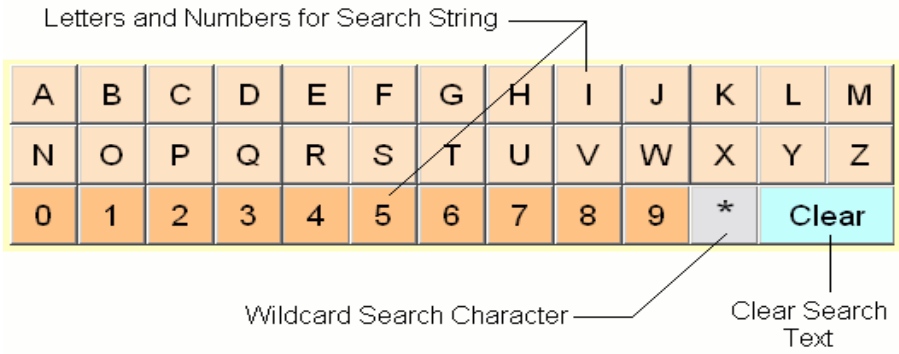 Letters and Numbers for Search String
A B C D E F G H I J K L M
N O P Q R S T U V W X Y Z
0 1 2 3 4 5 6 7 8 9 * Clear
Wildcard Search Character
Clear Search
Text